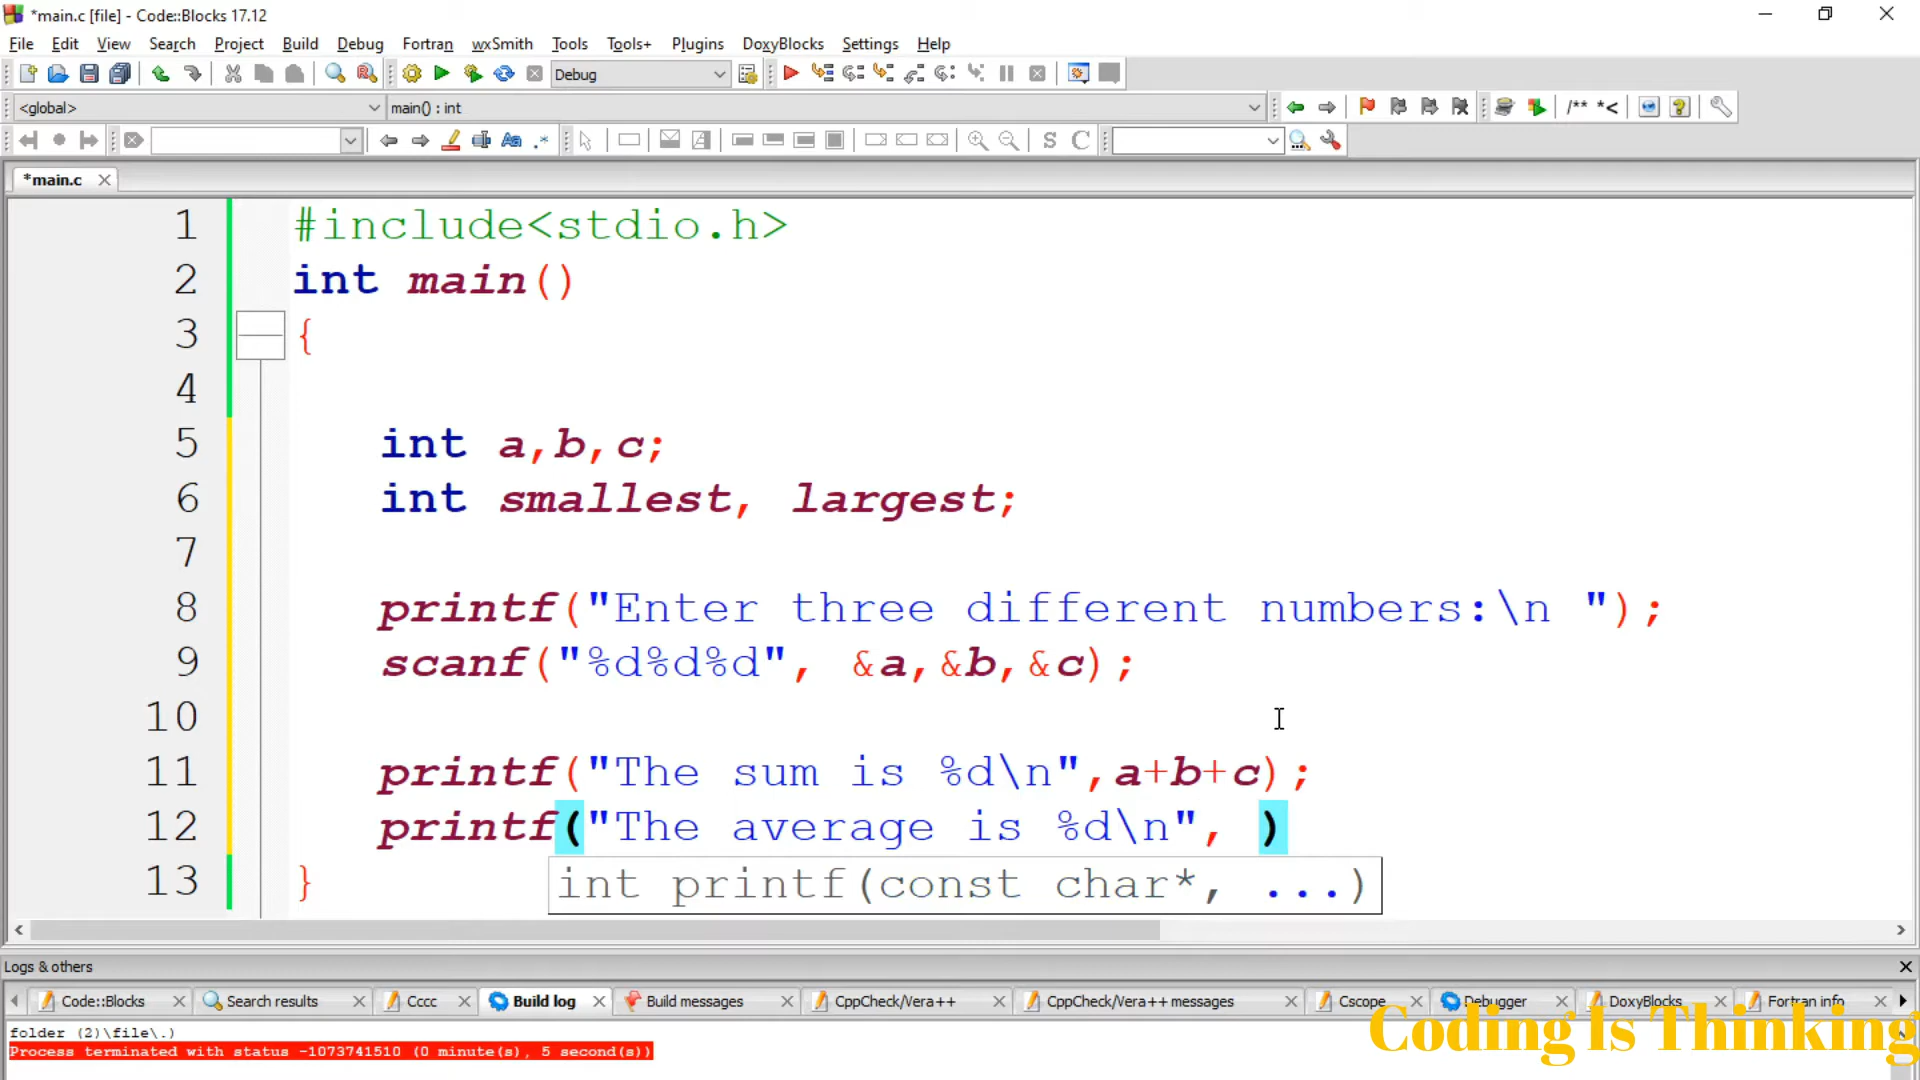 *main.c [file] - Code::Blocks 17.12
File Edit View Search Project Build Debug Fortran wxSmith Tools Tools+ Plugins DoxyBlocks Settings Help
Debug
<global> main() : int /** *<
S C
*main.c
1 #include<stdio.h>
2 int main()
3 {
4
5 int a,b,c;
6 int smallest, largest;
7
8 printf("Enter three different numbers:\n ");
9 scanf("%d%d%d", &a,&b,&c);
10
11 printf("The sum is %d\n",a+b+c);
12 printf("The average is %d\n", )
13 }
int printf(const char*, ...)
Logs & others
Code::Blocks Search results Cccc Build log Build messages CppCheck/Vera++ CppCheck/Vera++ messages Cscope Debugger DoxyBlocks Fortran info
folder (2)\file\.)
Process terminated with status -1073741510 (0 minute(s), 5 second(s))
Coding Is Thinking